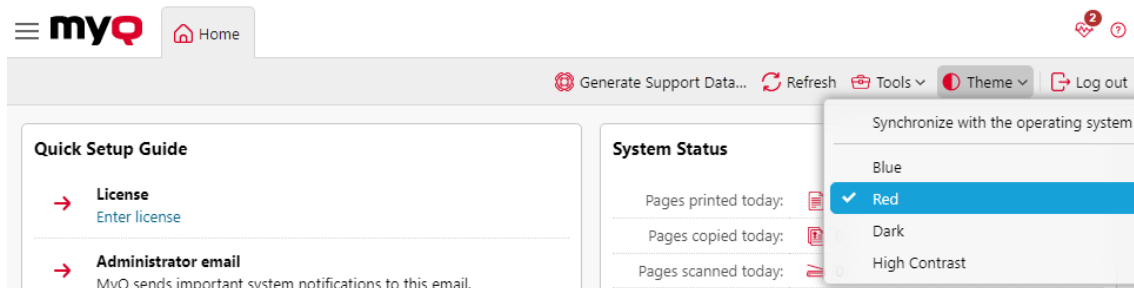 myQ
Home
2
Generate Support Data...
Refresh
Tools
Theme
Log out
Synchronize with the operating system
Blue
Red
Dark
High Contrast
Quick Setup Guide
License
Enter license
Administrator email
MyQ sends important system notifications to this email.
System Status
Pages printed today:
Pages copied today:
Pages scanned today: